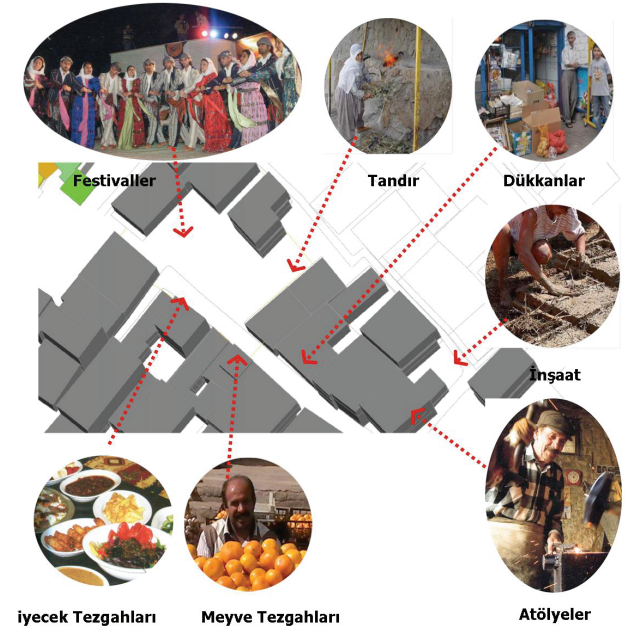 Festivaller
Tandır
Dükkanlar
İnşaat
iyecek Tezgahları
Meyve Tezgahları
Atölyeler